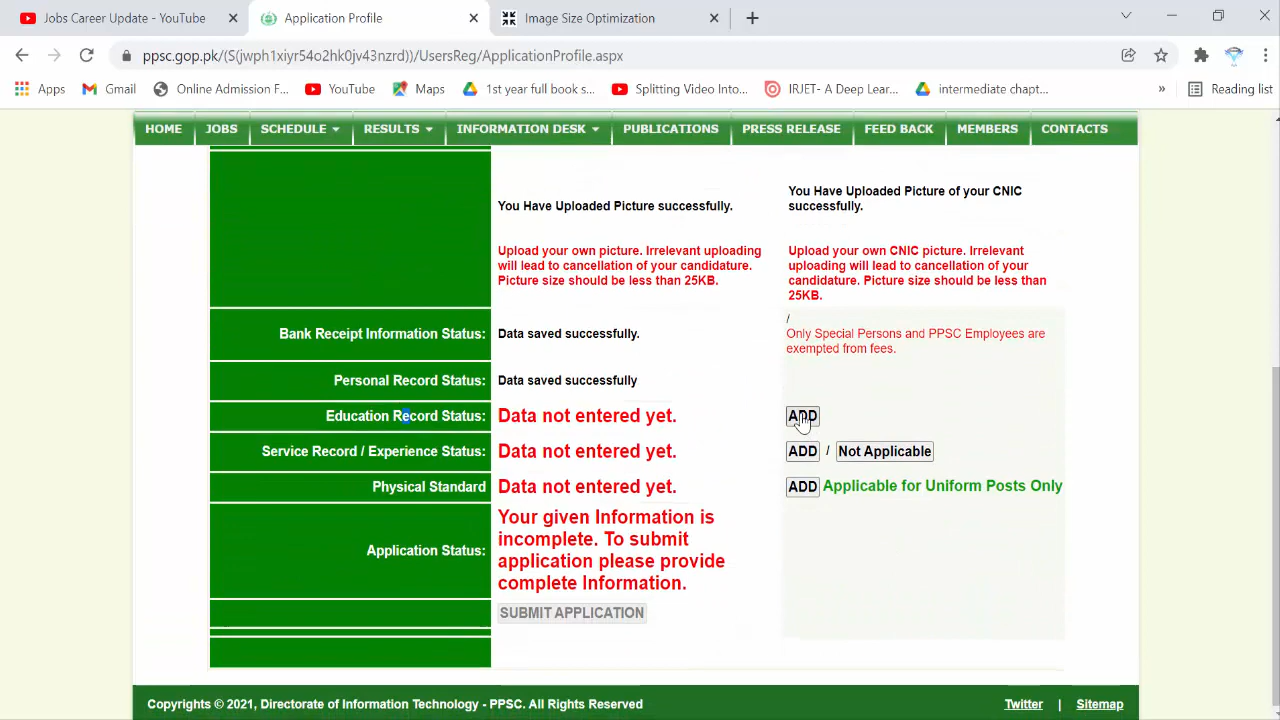 Jobs Career Update - YouTube
Application Profile
Image Size Optimization
ppsc.gop.pk/(S(jwph1xiyr54o2hk0jv43nzrd))/UsersReg/ApplicationProfile.aspx
Apps Gmail Online Admission F... YouTube Maps 1st year full book s... Splitting Video Into... IRJET- A Deep Lear... intermediate chapt... » Reading list
HOME JOBS SCHEDULE RESULTS INFORMATION DESK PUBLICATIONS PRESS RELEASE FEED BACK MEMBERS CONTACTS
You Have Uploaded Picture successfully.
You Have Uploaded Picture of your CNIC
successfully.
Upload your own picture. Irrelevant uploading
will lead to cancellation of your candidature.
Picture size should be less than 25KB.
Upload your own CNIC picture. Irrelevant
uploading will lead to cancellation of your
candidature. Picture size should be less than
25KB.
Bank Receipt Information Status: Data saved successfully.
/
Only Special Persons and PPSC Employees are
exempted from fees.
Personal Record Status: Data saved successfully
Education Record Status: Data not entered yet. ADD
Service Record / Experience Status: Data not entered yet. ADD / Not Applicable
Physical Standard Data not entered yet. ADD Applicable for Uniform Posts Only
Application Status:
Your given Information is
incomplete. To submit
application please provide
complete Information.
SUBMIT APPLICATION
Copyrights © 2021, Directorate of Information Technology - PPSC. All Rights Reserved Twitter | Sitemap